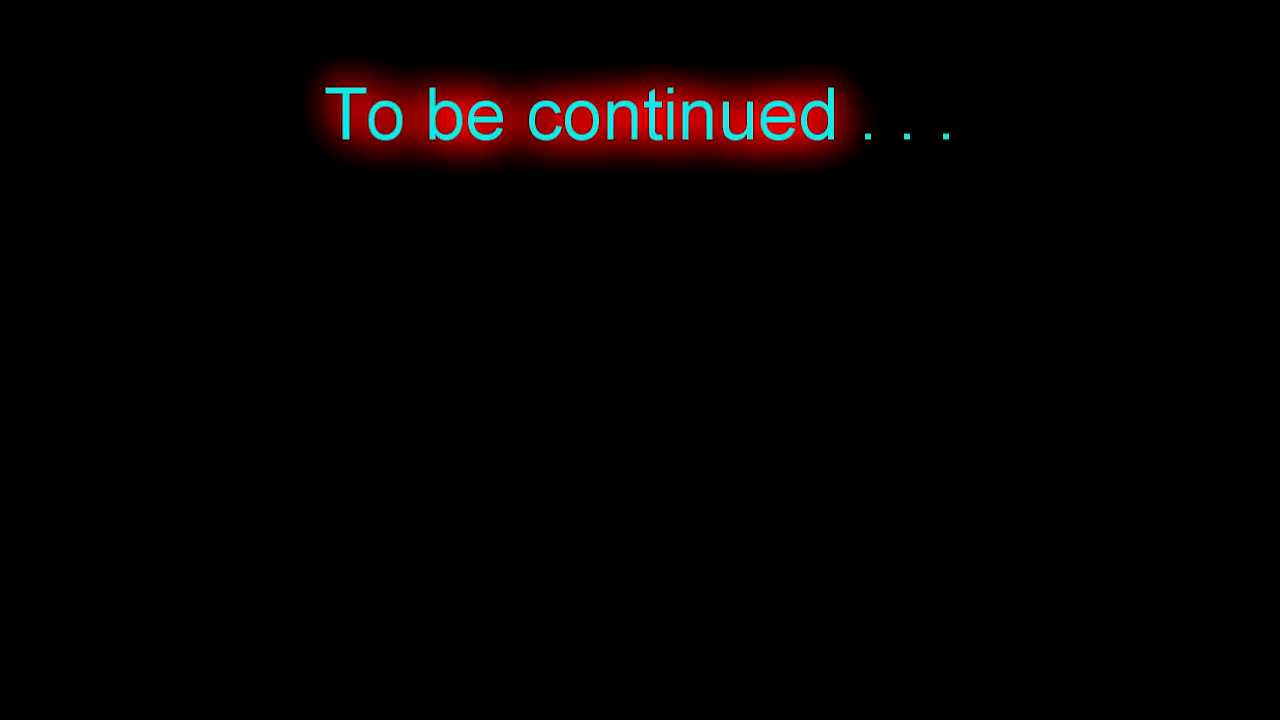 To be continued . . .